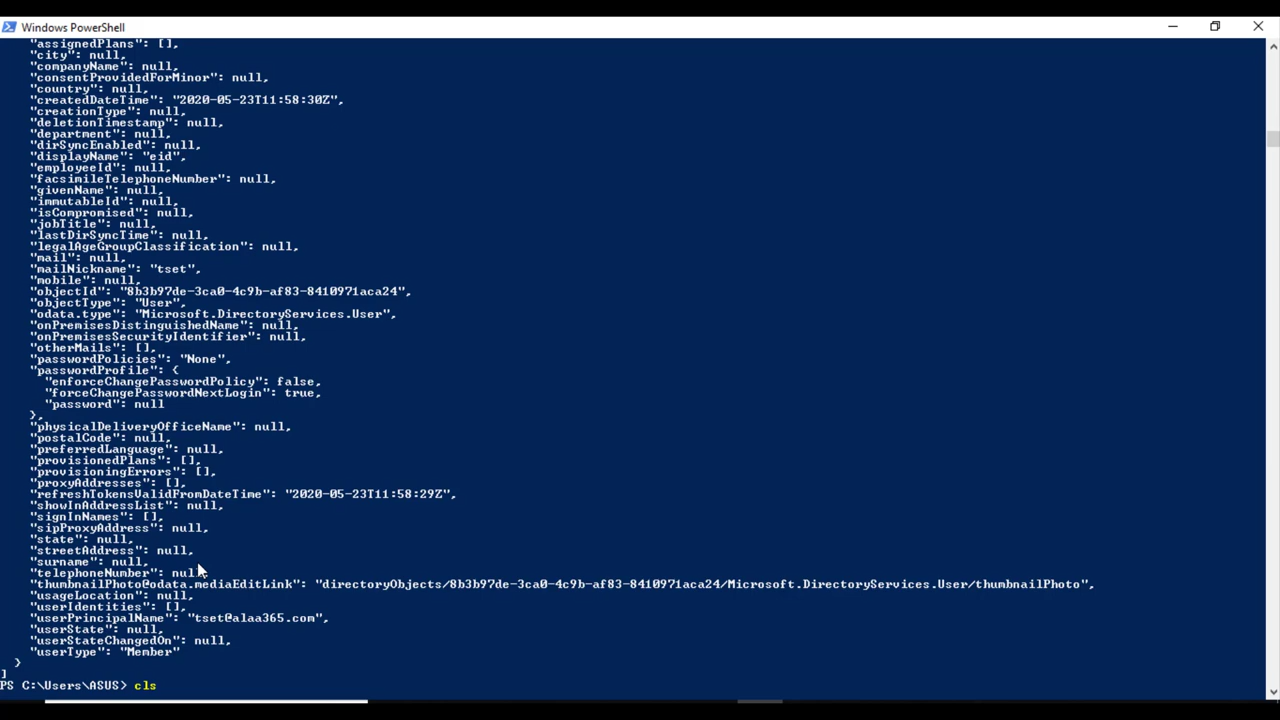 Windows PowerShell
"assignedPlans": [],
"city": null,
"companyName": null,
"consentProvidedForMinor": null,
"country": null,
"createdDateTime": "2020-05-23T11:58:30Z",
"creationType": null,
"deletionTimestamp": null,
"department": null,
"dirSyncEnabled": null,
"displayName": "eid",
"employeeId": null,
"facsimileTelephoneNumber": null,
"givenName": null,
"immutableId": null,
"isCompromised": null,
"jobTitle": null,
"lastDirSyncTime": null,
"legalAgeGroupClassification": null,
"mail": null,
"mailNickname": "tset",
"mobile": null,
"objectId": "8b3b97de-3ca0-4c9b-af83-8410971aca24",
"objectType": "User",
"odata.type": "Microsoft.DirectoryServices.User",
"onPremisesDistinguishedName": null,
"onPremisesSecurityIdentifier": null,
"otherMails": [],
"passwordPolicies": "None",
"passwordProfile": {
"enforceChangePasswordPolicy": false,
"forceChangePasswordNextLogin": true,
"password": null
},
"physicalDeliveryOfficeName": null,
"postalCode": null,
"preferredLanguage": null,
"provisionedPlans": [],
"provisioningErrors": [],
"proxyAddresses": [],
"refreshTokensValidFromDateTime": "2020-05-23T11:58:29Z",
"showInAddressList": null,
"signInNames": [],
"sipProxyAddress": null,
"state": null,
"streetAddress": null,
"surname": null,
"telephoneNumber": null,
"thumbnailPhoto@odata.mediaEditLink": "directoryObjects/8b3b97de-3ca0-4c9b-af83-8410971aca24/Microsoft.DirectoryServices.User/thumbnailPhoto",
"usageLocation": null,
"userIdentities": [],
"userPrincipalName": "tset@alaa365.com",
"userState": null,
"userStateChangedOn": null,
"userType": "Member"
}
]
PS C:\Users\ASUS> cls